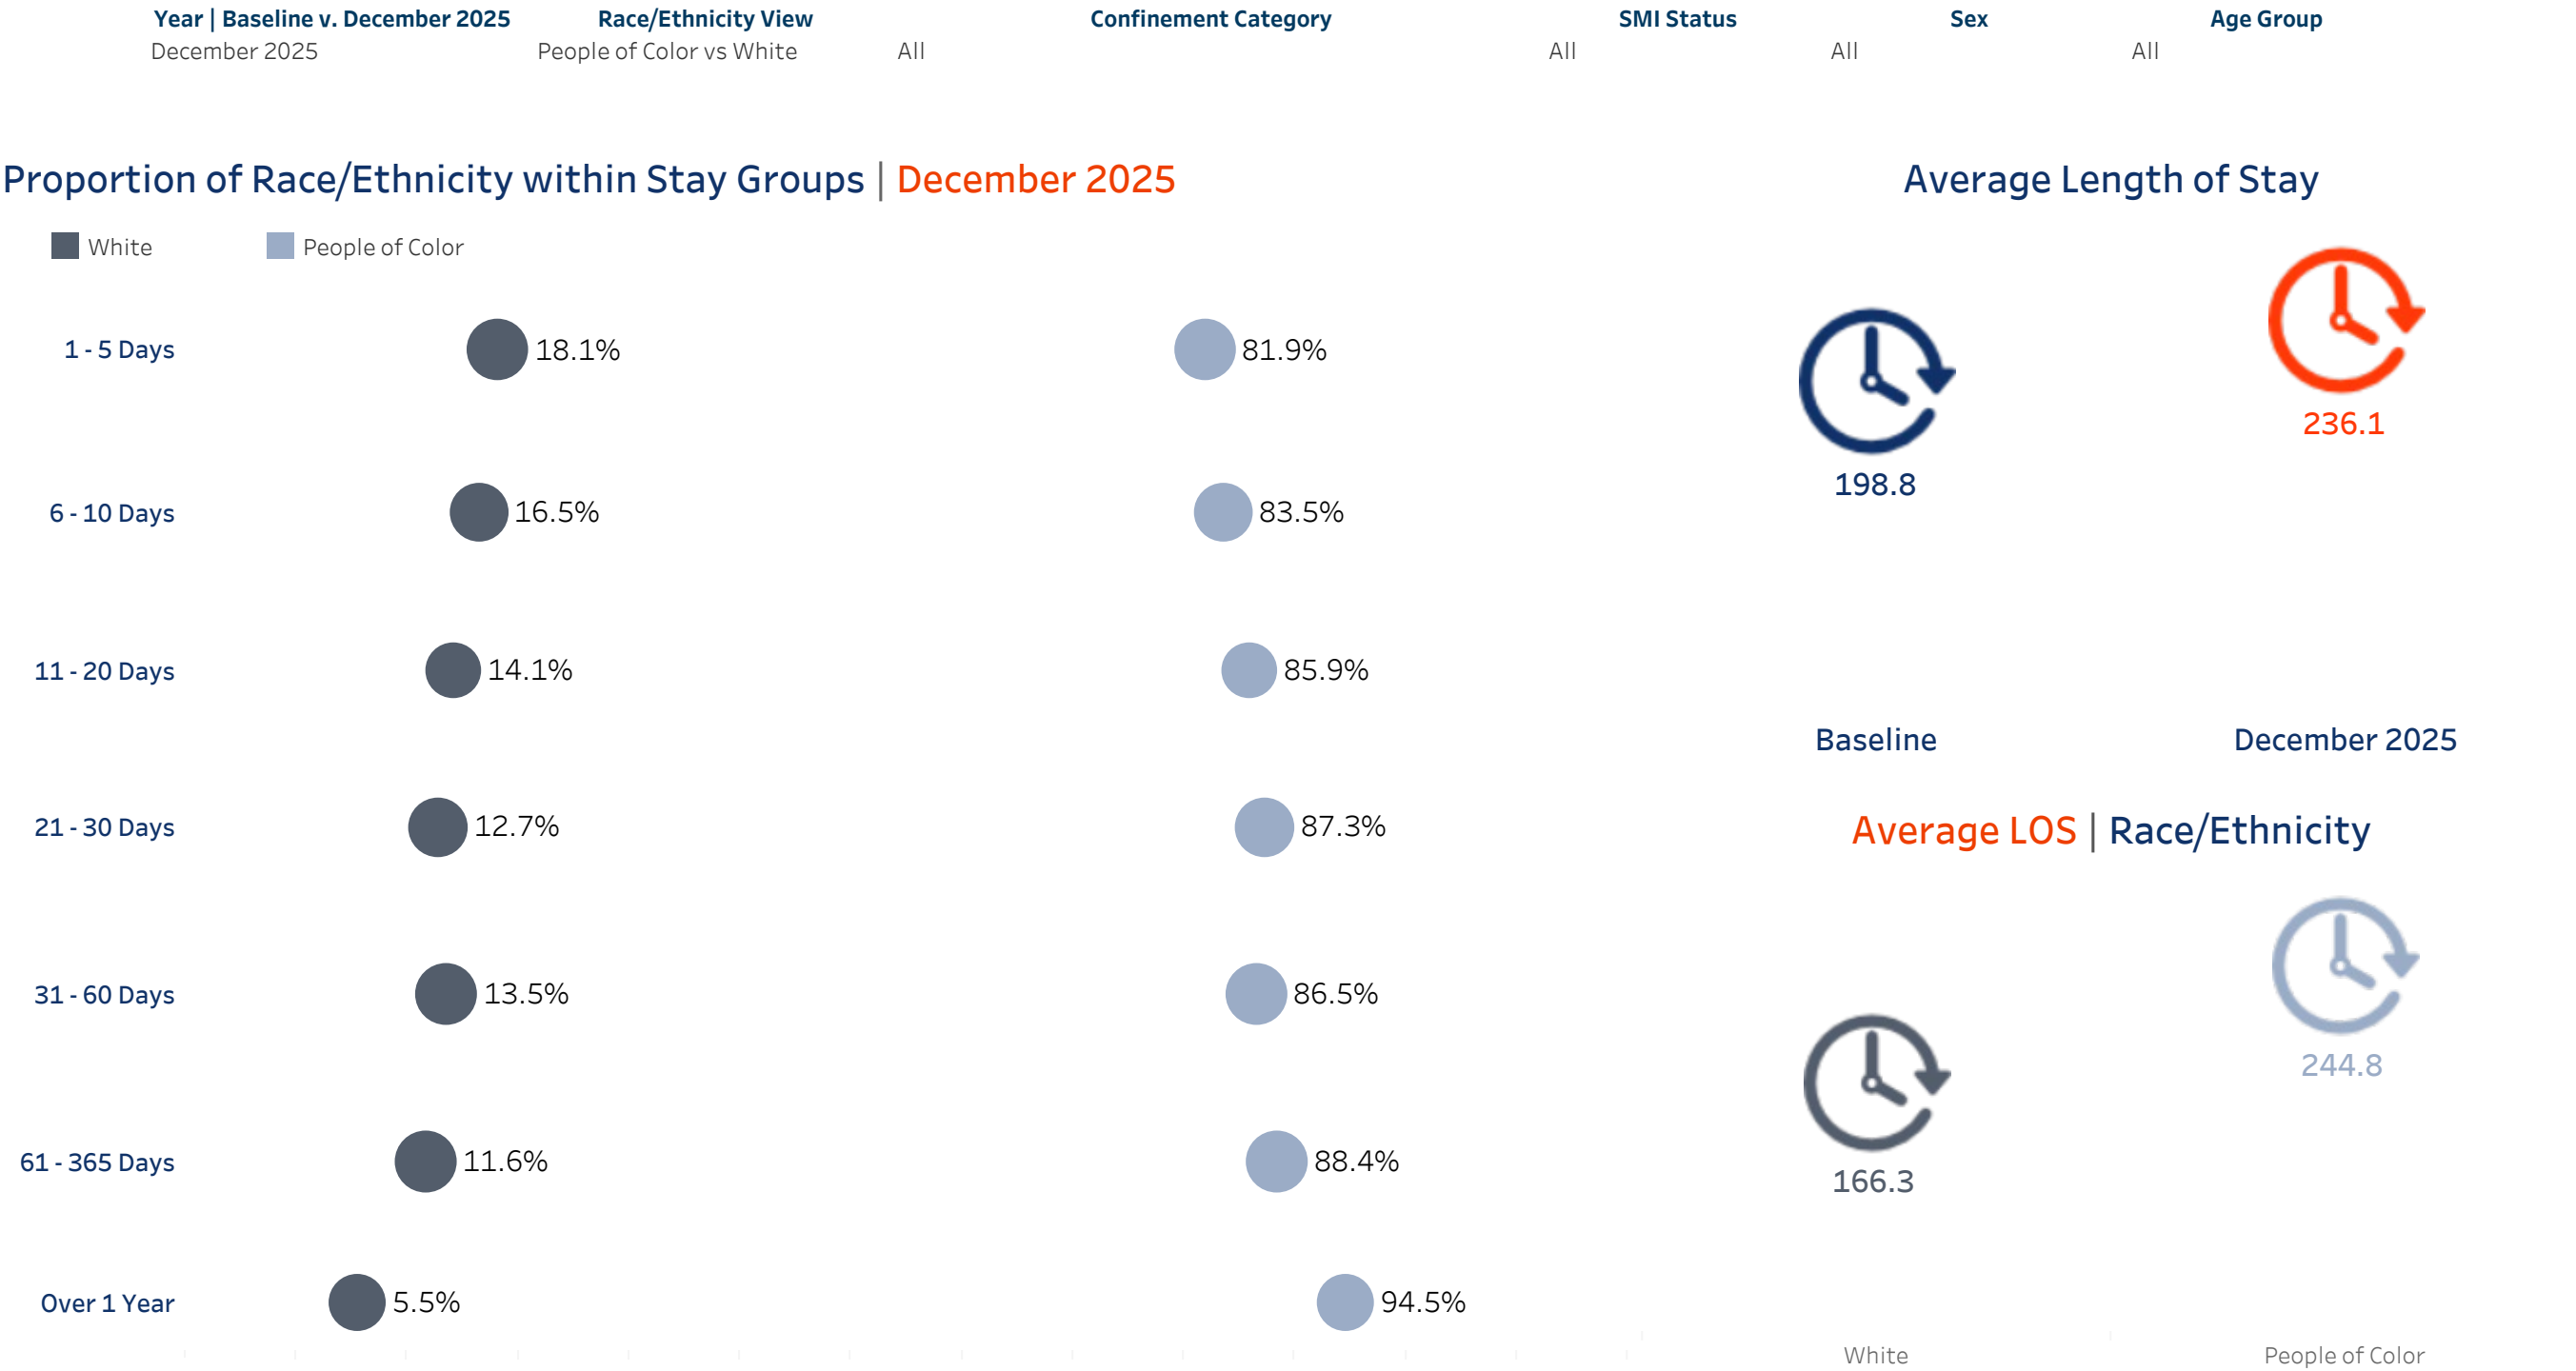 Year | Baseline v. December 2025
Race/Ethnicity View
Confinement Category
SMI Status
Sex
Age Group
December 2025
People of Color vs White
All
All
All
All
Proportion of Race/Ethnicity within Stay Groups | December 2025
White
People of Color
1 - 5 Days
18.1%
81.9%
6 - 10 Days
16.5%
83.5%
11 - 20 Days
14.1%
85.9%
21 - 30 Days
12.7%
87.3%
31 - 60 Days
13.5%
86.5%
61 - 365 Days
11.6%
88.4%
Over 1 Year
5.5%
94.5%
Average Length of Stay
236.1
198.8
Baseline
December 2025
Average LOS | Race/Ethnicity
244.8
166.3
White
People of Color